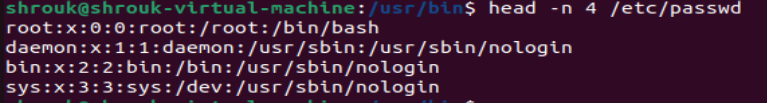 shrouk@shrouk-virtual-machine:/usr/bin$ head -n 4 /etc/passwd
root:x:0:0:root:/root:/bin/bash
daemon:x:1:1:daemon:/usr/sbin:/usr/sbin/nologin
bin:x:2:2:bin:/bin:/usr/sbin/nologin
sys:x:3:3:sys:/dev:/usr/sbin/nologin